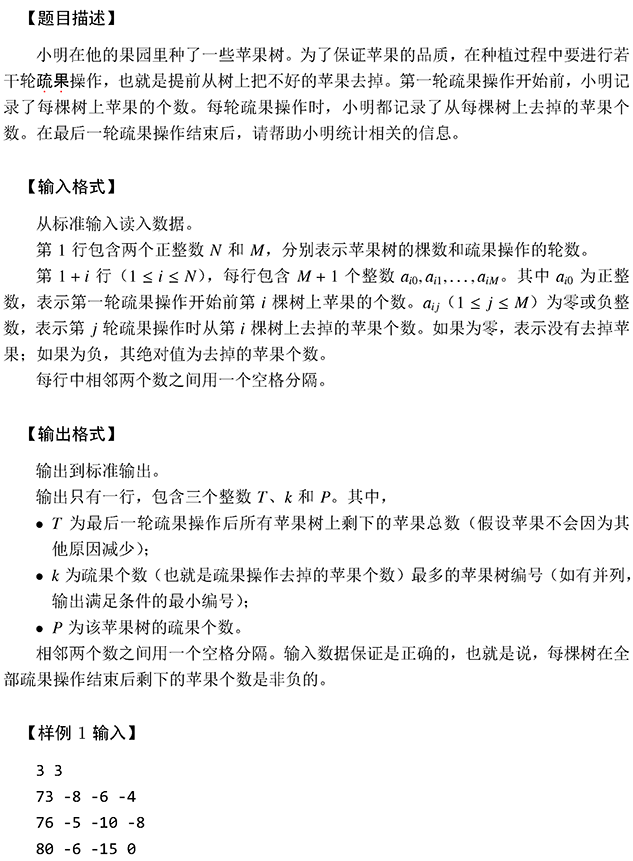 【题目描述】
小明在他的果园里种了一些苹果树。为了保证苹果的品质，在种植过程中要进行若
干轮疏果操作，也就是提前从树上把不好的苹果去掉。第一轮疏果操作开始前，小明记
录了每棵树上苹果的个数。每轮疏果操作时，小明都记录了从每棵树上去掉的苹果个
数。在最后一轮疏果操作结束后，请帮助小明统计相关的信息。
【输入格式】
从标准输入读入数据。
第 1 行包含两个正整数 N 和 M，分别表示苹果树的棵数和疏果操作的轮数。
第 1 + i 行（1 ≤ i ≤ N），每行包含 M + 1 个整数 ai0, ai1, . . . , aiM。其中 ai0 为正整
数，表示第一轮疏果操作开始前第 i 棵树上苹果的个数。aij（1 ≤ j ≤ M）为零或负整
数，表示第 j 轮疏果操作时从第 i 棵树上去掉的苹果个数。如果为零，表示没有去掉苹
果；如果为负，其绝对值为去掉的苹果个数。
每行中相邻两个数之间用一个空格分隔。
【输出格式】
输出到标准输出。
输出只有一行，包含三个整数 T、k 和 P。其中，
• T 为最后一轮疏果操作后所有苹果树上剩下的苹果总数（假设苹果不会因为其
他原因减少）；
• k 为疏果个数（也就是疏果操作去掉的苹果个数）最多的苹果树编号（如有并列，
输出满足条件的最小编号）；
• P 为该苹果树的疏果个数。
相邻两个数之间用一个空格分隔。输入数据保证是正确的，也就是说，每棵树在全
部疏果操作结束后剩下的苹果个数是非负的。
【样例 1 输入】
3 3
73 -8 -6 -4
76 -5 -10 -8
80 -6 -15 0